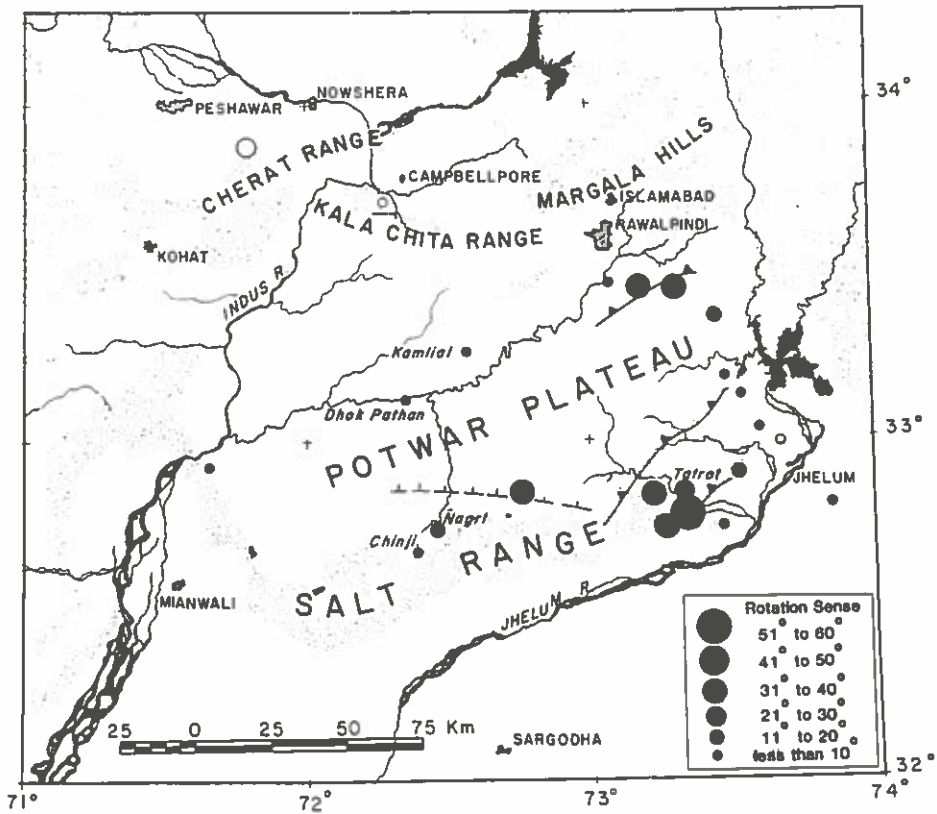 34°
NOWSHERA
PESHAWAR
CHERAT RANGE
CAMPBELLPORE
MARGALA HILLS
ISLAMABAD
KALA CHITA RANGE
RAWALPINDI
KOHAT
INDUS R.
Kamlial
Dhok Pathan
POTWAR PLATEAU
33°
Tatrot
JHELUM
Nagri
Chinji
SALT RANGE
MIANWALI
JHELUM R.
Rotation Sense
51° to 60°
41° to 50°
31° to 40°
21° to 30°
11° to 20°
less than 10°
25 0 25 50 75 Km
SARGODHA
32°
71° 72° 73° 74°